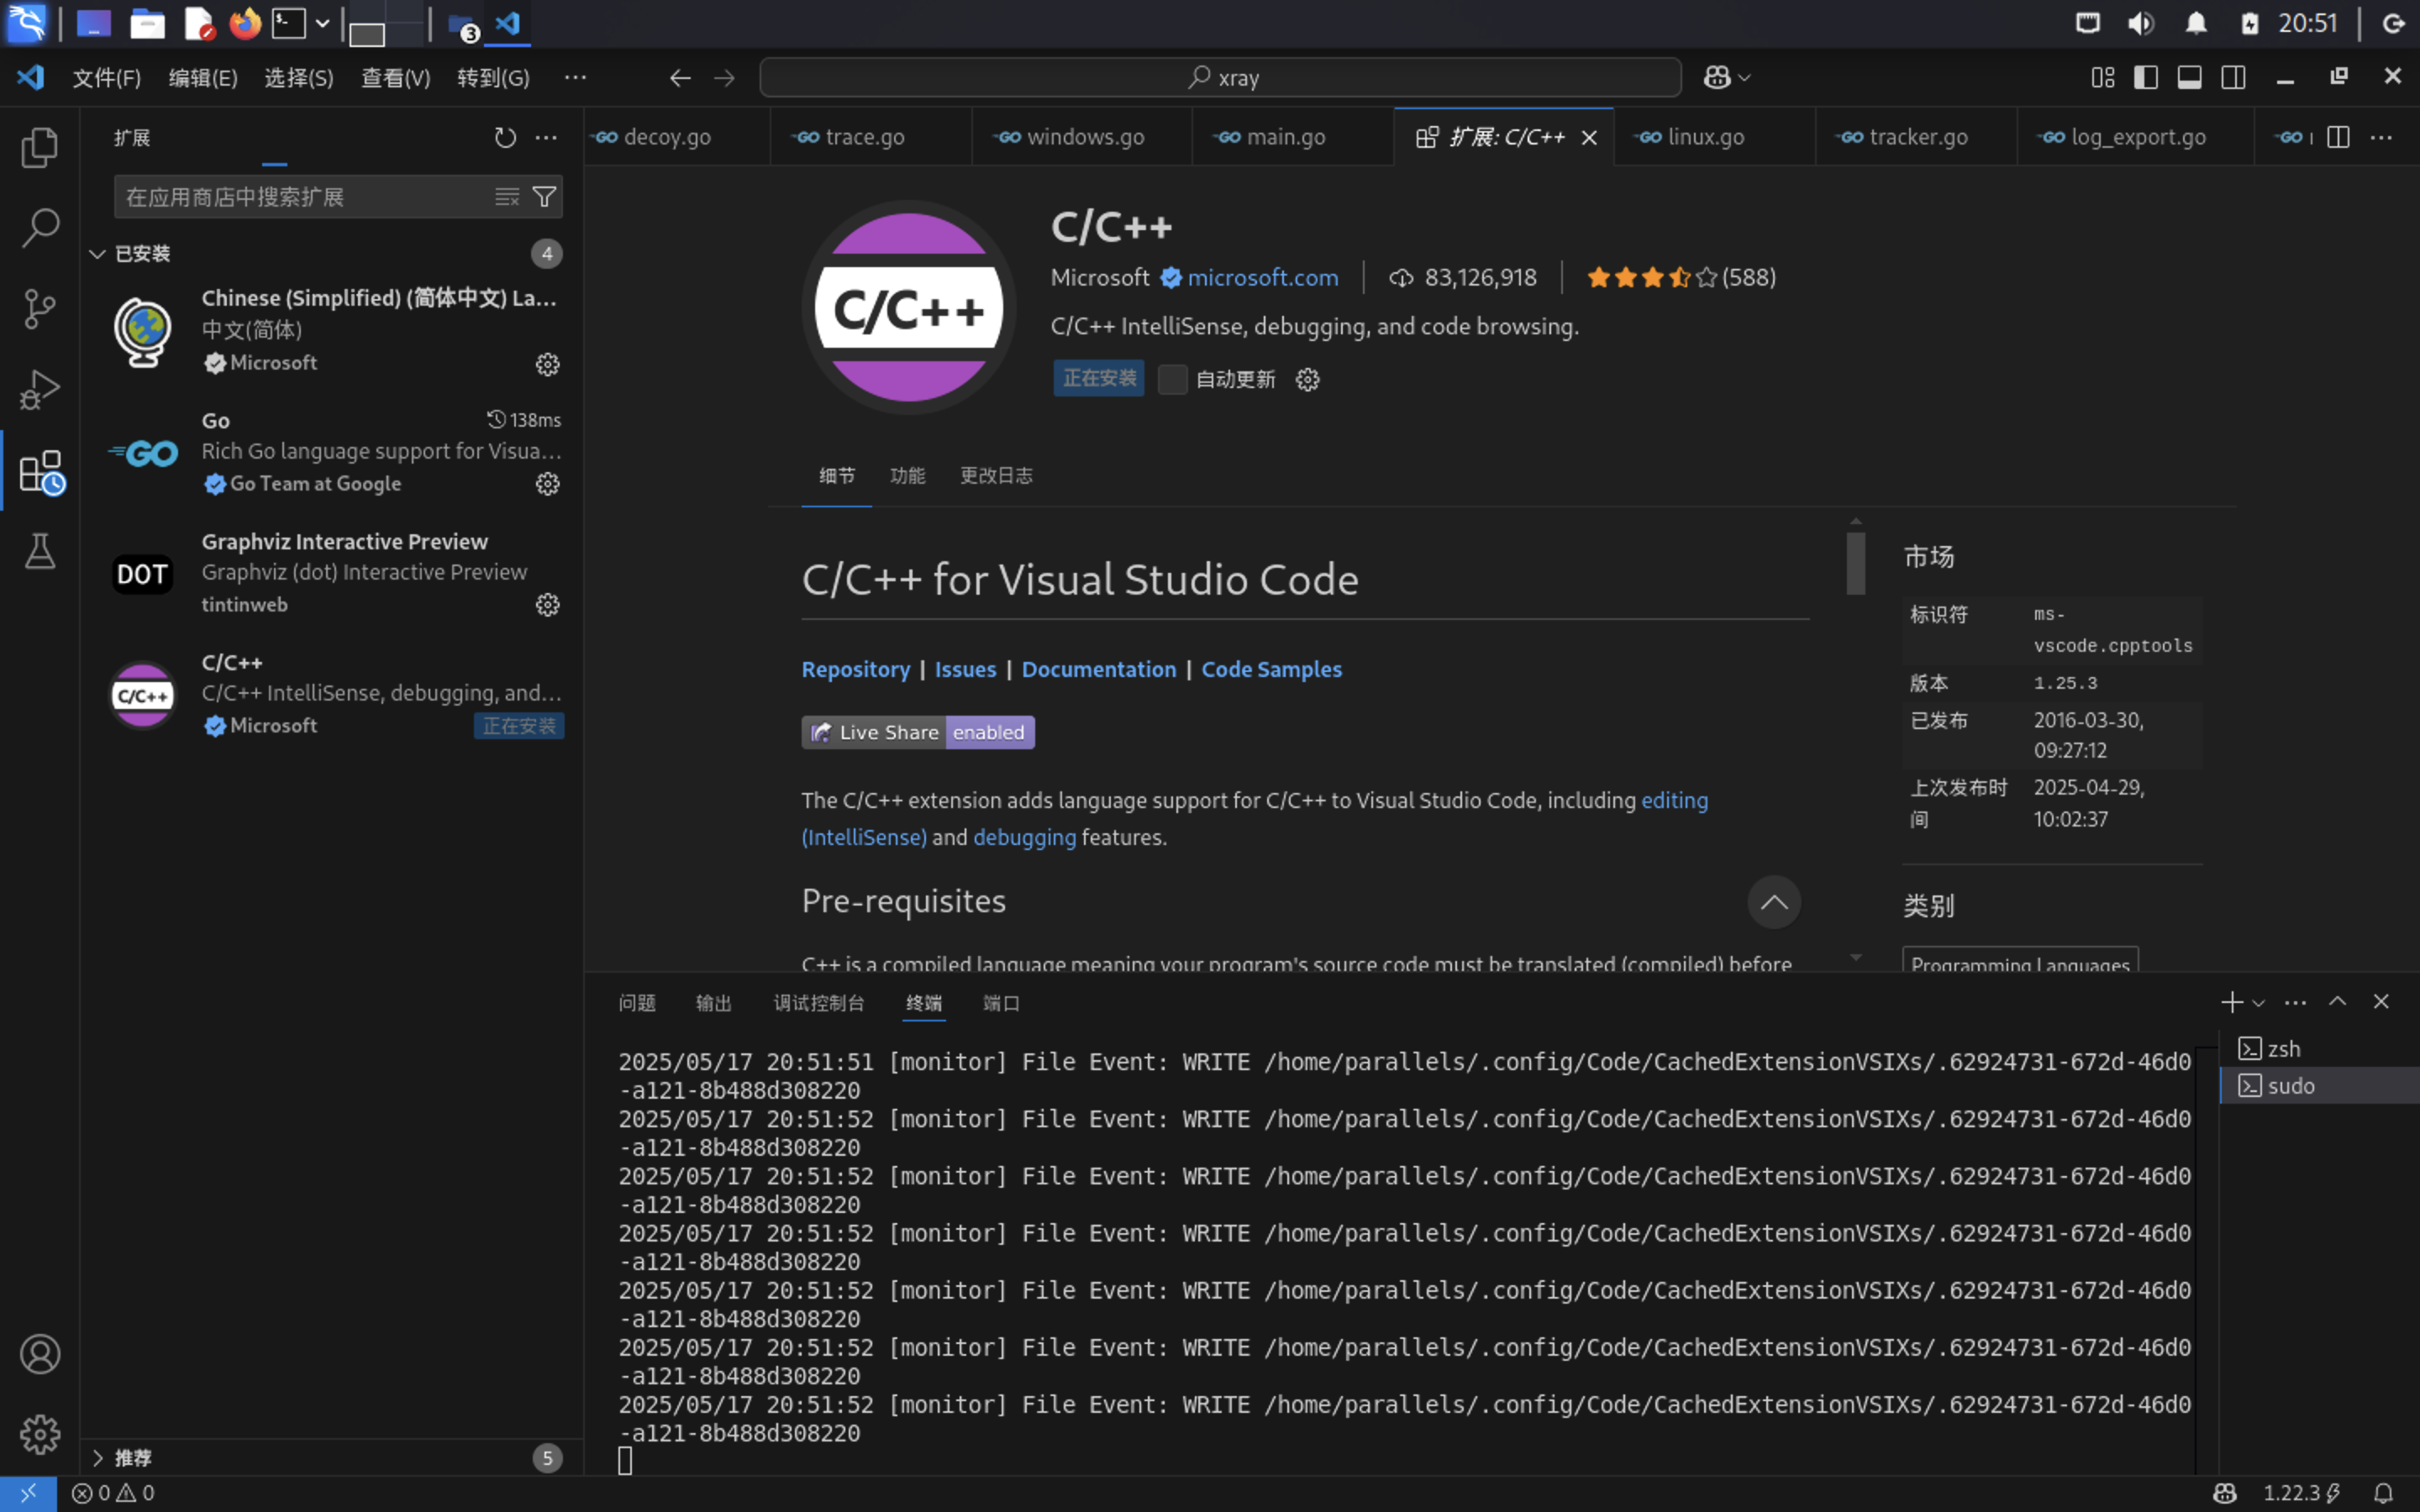 3
20:51
文件(F) 编辑(E) 选择(S) 查看(V) 转到(G) ···
xray
扩展
在应用商店中搜索扩展
已安装
4
Chinese (Simplified) (简体中文) La...
中文(简体)
Microsoft
GO
Go
138ms
Rich Go language support for Visua...
Go Team at Google
DOT
Graphviz Interactive Preview
Graphviz (dot) Interactive Preview
tintinweb
C/C++
C/C++
C/C++ IntelliSense, debugging, and...
Microsoft
正在安装
推荐
5
decoy.go
trace.go
windows.go
main.go
扩展: C/C++
linux.go
tracker.go
log_export.go
C/C++
C/C++
Microsoft microsoft.com | 83,126,918 | (588)
C/C++ IntelliSense, debugging, and code browsing.
正在安装 自动更新
细节 功能 更改日志
C/C++ for Visual Studio Code
Repository | Issues | Documentation | Code Samples
Live Share enabled
The C/C++ extension adds language support for C/C++ to Visual Studio Code, including editing
(IntelliSense) and debugging features.
Pre-requisites
C++ is a compiled language meaning your program's source code must be translated (compiled) before
市场
标识符 ms-
vscode.cpptools
版本 1.25.3
已发布 2016-03-30,
09:27:12
上次发布时 2025-04-29,
间 10:02:37
类别
Programming Languages
问题 输出 调试控制台 终端 端口
2025/05/17 20:51:51 [monitor] File Event: WRITE /home/parallels/.config/Code/CachedExtensionVSIXs/.62924731-672d-46d0
-a121-8b488d308220
2025/05/17 20:51:52 [monitor] File Event: WRITE /home/parallels/.config/Code/CachedExtensionVSIXs/.62924731-672d-46d0
-a121-8b488d308220
2025/05/17 20:51:52 [monitor] File Event: WRITE /home/parallels/.config/Code/CachedExtensionVSIXs/.62924731-672d-46d0
-a121-8b488d308220
2025/05/17 20:51:52 [monitor] File Event: WRITE /home/parallels/.config/Code/CachedExtensionVSIXs/.62924731-672d-46d0
-a121-8b488d308220
2025/05/17 20:51:52 [monitor] File Event: WRITE /home/parallels/.config/Code/CachedExtensionVSIXs/.62924731-672d-46d0
-a121-8b488d308220
2025/05/17 20:51:52 [monitor] File Event: WRITE /home/parallels/.config/Code/CachedExtensionVSIXs/.62924731-672d-46d0
-a121-8b488d308220
2025/05/17 20:51:52 [monitor] File Event: WRITE /home/parallels/.config/Code/CachedExtensionVSIXs/.62924731-672d-46d0
-a121-8b488d308220
zsh
sudo
0 0
1.22.3